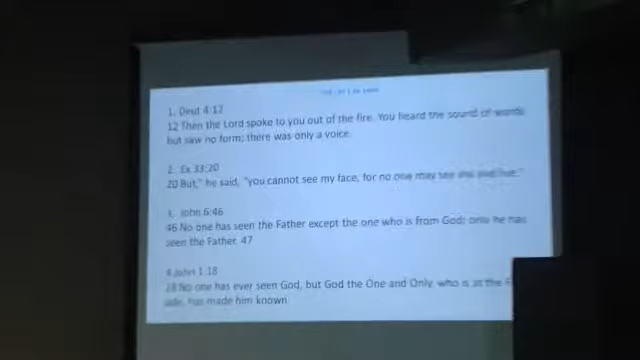 1. Deut 4:12
12 Then the Lord spoke to you out of the fire. You heard the sound of words
but saw no form; there was only a voice.
2. Ex 33:20
20 But," he said, "you cannot see my face, for no one may see me and live."
3. John 6:46
46 No one has seen the Father except the one who is from God; only he has
seen the Father. 47
4 John 1:18
18 No one has ever seen God, but God the One and Only, who is at the
side, has made him known